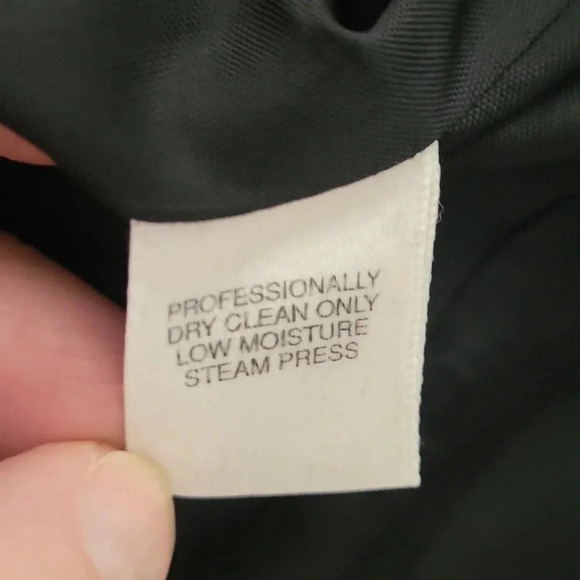 PROFESSIONALLY
DRY CLEAN ONLY
LOW MOISTURE
STEAM PRESS